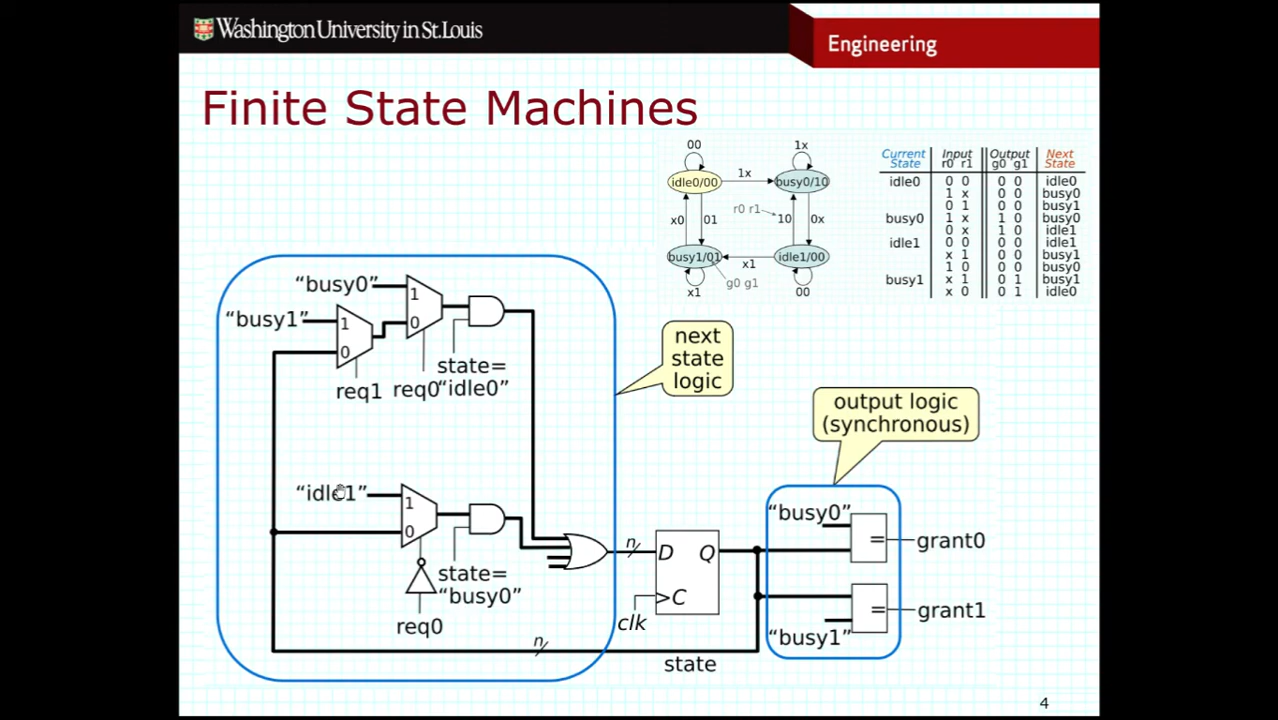 Washington University in St.Louis
Engineering
Finite State Machines
00
1x
idle0/00
1x
busy0/10
x0
01
r0 r1
10
0x
busy1/01
x1
idle1/00
x1
g0 g1
00
Current State
Input
r0 r1
Output
g0 g1
Next State
idle0 0 0 0 0 idle0
1 x 0 0 busy0
0 1 0 0 busy1
busy0 1 x 1 0 busy0
0 x 1 0 idle1
idle1 0 0 0 0 idle1
x 1 0 0 busy1
1 0 0 0 busy0
busy1 x 1 0 1 busy1
x 0 0 1 idle0
“busy0”
1
0
“busy1”
1
0
req1
req0
state=
“idle0”
next
state
logic
output logic
(synchronous)
“idle1”
1
0
state=
“busy0”
req0
n
D Q
>C
clk
n
state
“busy0”
=
grant0
=
grant1
“busy1”
4